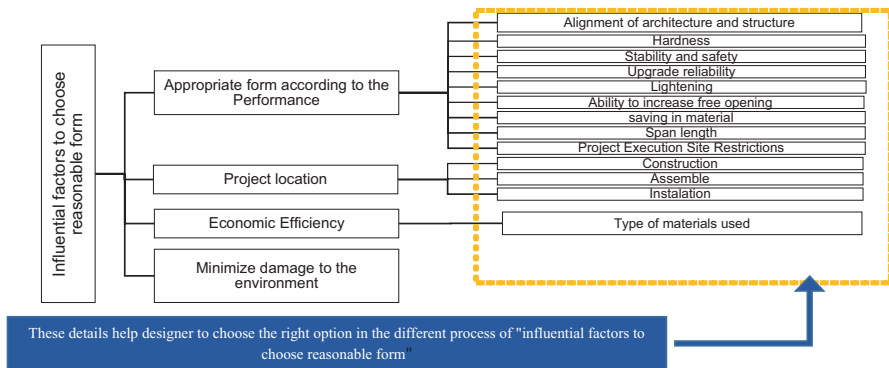 Influential factors to choose
reasonable form
Appropriate form according to the
Performance
Project location
Economic Efficiency
Minimize damage to the
environment
Alignment of architecture and structure
Hardness
Stability and safety
Upgrade reliability
Lightening
Ability to increase free opening
saving in material
Span length
Project Execution Site Restrictions
Construction
Assemble
Instalation
Type of materials used
These details help designer to choose the right option in the different process of "influential factors to
choose reasonable form"